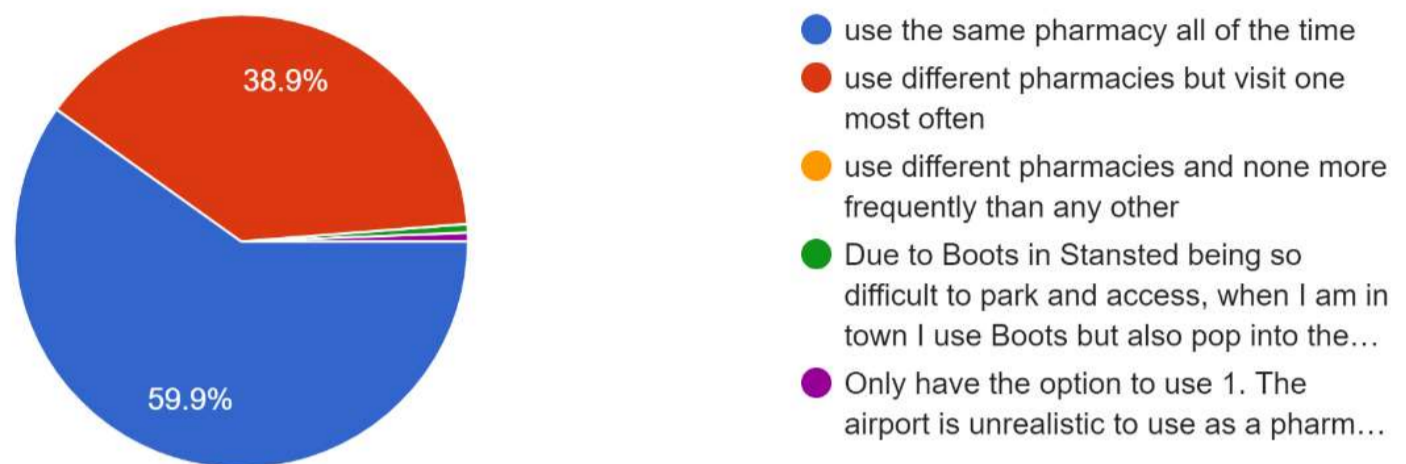 38.9%
59.9%
use the same pharmacy all of the time
use different pharmacies but visit one
most often
use different pharmacies and none more
frequently than any other
Due to Boots in Stansted being so
difficult to park and access, when I am in
town I use Boots but also pop into the…
Only have the option to use 1. The
airport is unrealistic to use as a pharm…